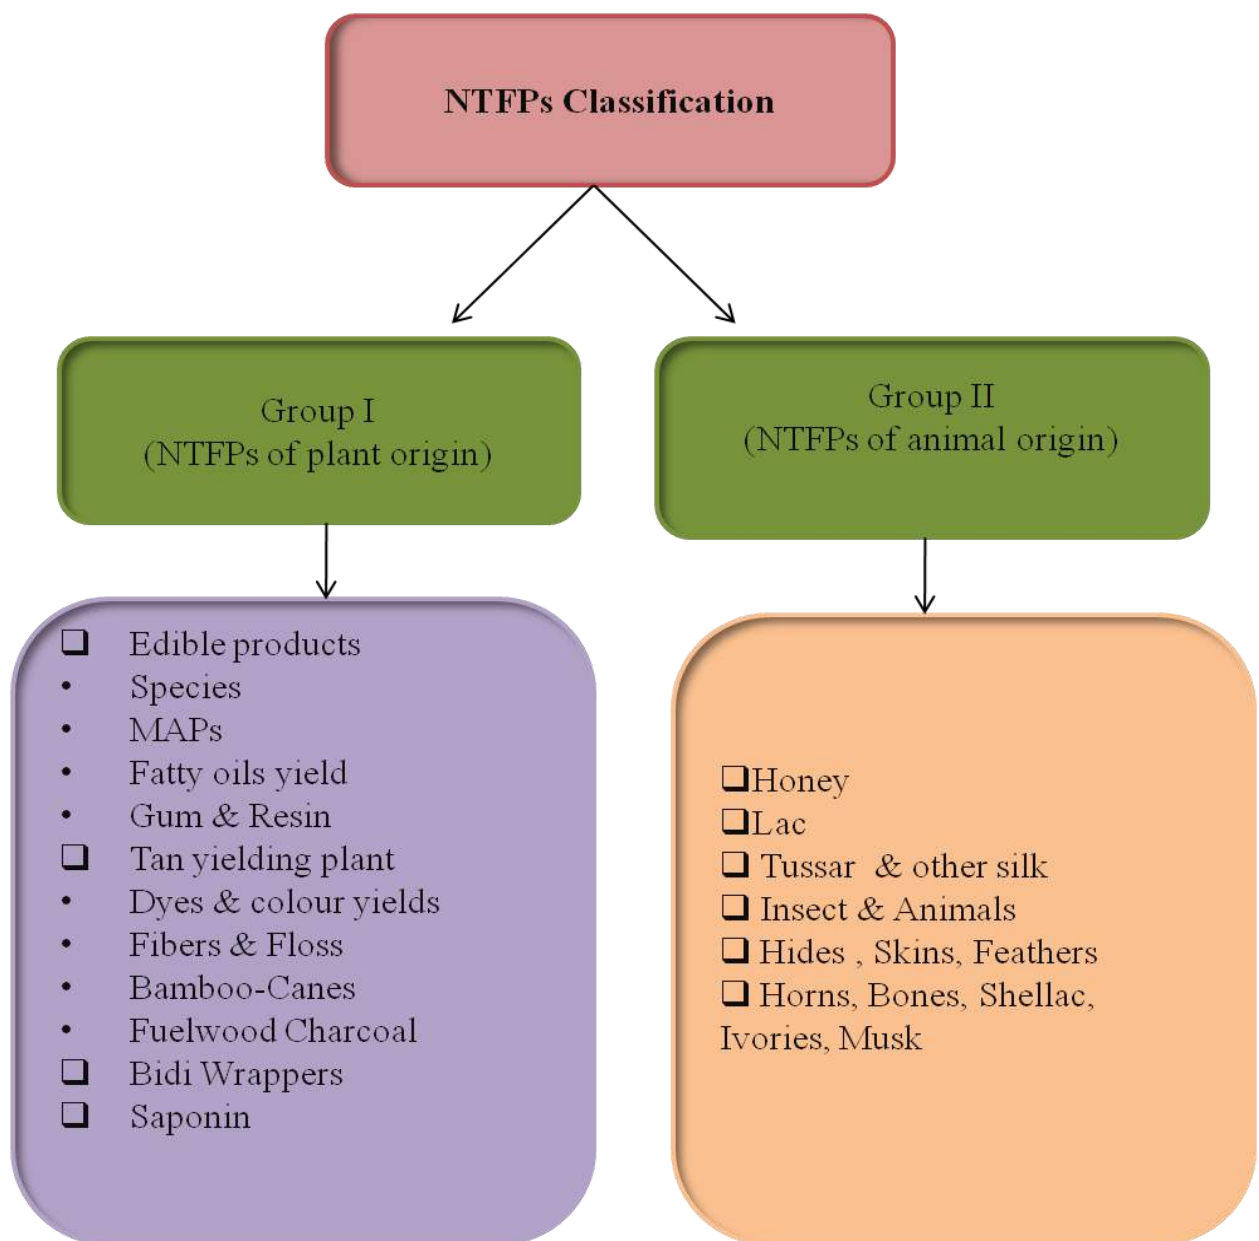 NTFPs Classification
Group I
(NTFPs of plant origin)
Group II
(NTFPs of animal origin)
❑ Edible products
• Species
• MAPs
• Fatty oils yield
• Gum & Resin
❑ Tan yielding plant
• Dyes & colour yields
• Fibers & Floss
• Bamboo-Canes
• Fuelwood Charcoal
❑ Bidi Wrappers
❑ Saponin
❑Honey
❑Lac
❑ Tussar & other silk
❑ Insect & Animals
❑ Hides , Skins, Feathers
❑ Horns, Bones, Shellac,
Ivories, Musk